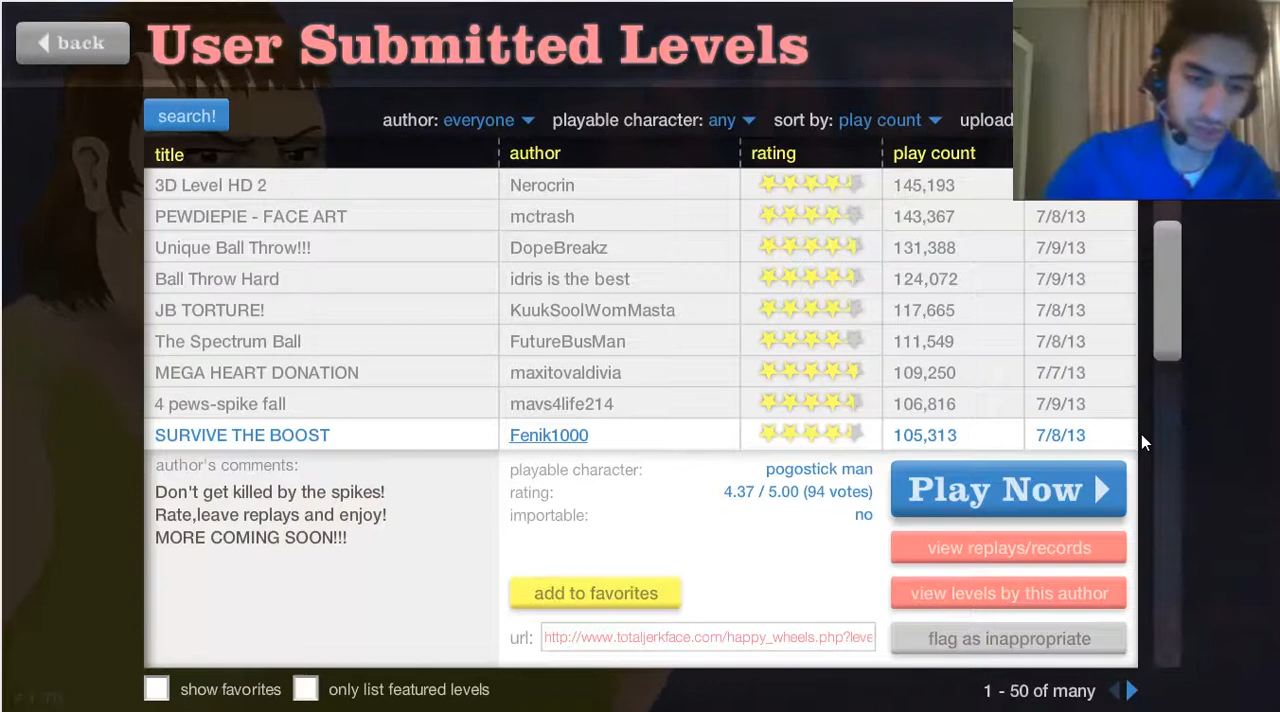 back
User Submitted Levels
search!
author: everyone playable character: any sort by: play count upload
title author rating play count
3D Level HD 2 Nerocrin 145,193
PEWDIEPIE - FACE ART mctrash 143,367 7/8/13
Unique Ball Throw!!! DopeBreakz 131,388 7/9/13
Ball Throw Hard idris is the best 124,072 7/9/13
JB TORTURE! KuukSoolWomMasta 117,665 7/8/13
The Spectrum Ball FutureBusMan 111,549 7/8/13
MEGA HEART DONATION maxitovaldivia 109,250 7/7/13
4 pews-spike fall mavs4life214 106,816 7/9/13
SURVIVE THE BOOST Fenik1000 105,313 7/8/13
author's comments:
Don't get killed by the spikes!
Rate,leave replays and enjoy!
MORE COMING SOON!!!
playable character: pogostick man
rating: 4.37 / 5.00 (94 votes)
importable: no
add to favorites
url: http://www.totaljerkface.com/happy_wheels.php?leve
Play Now
view replays/records
view levels by this author
flag as inappropriate
show favorites only list featured levels
1 - 50 of many